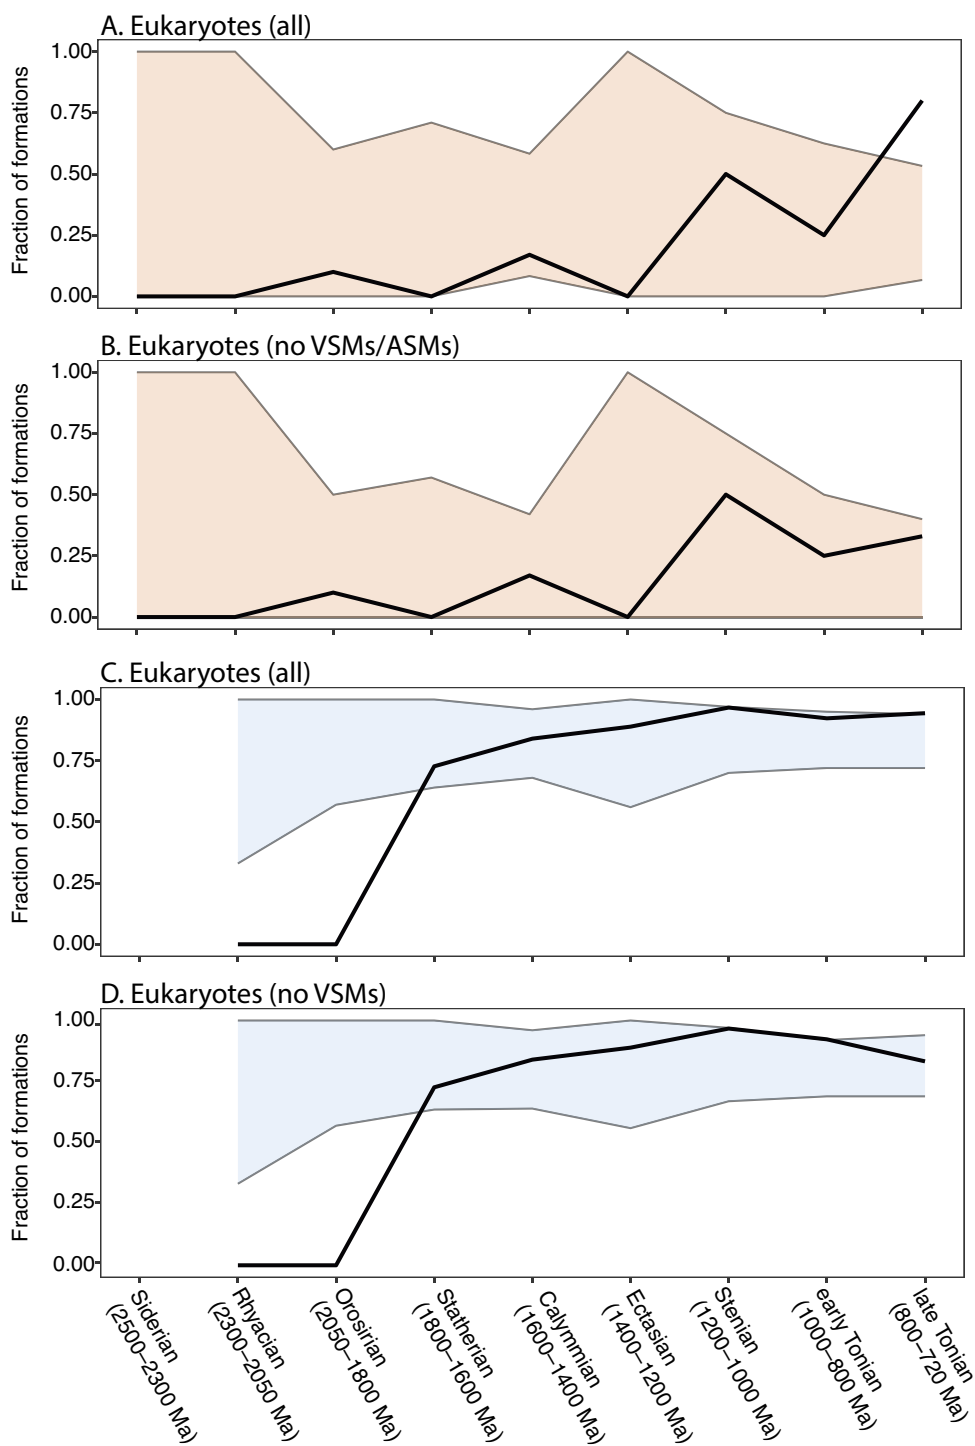 A. Eukaryotes (all)
Fraction of formations
1.00
0.75
0.50
0.25
0.00
B. Eukaryotes (no VSMs/ASMs)
Fraction of formations
1.00
0.75
0.50
0.25
0.00
C. Eukaryotes (all)
Fraction of formations
1.00
0.75
0.50
0.25
0.00
D. Eukaryotes (no VSMs)
Fraction of formations
1.00
0.75
0.50
0.25
0.00
Siderian
(2500–2300 Ma)
Rhyacian
(2300–2050 Ma)
Orosirian
(2050–1800 Ma)
Statherian
(1800–1600 Ma)
Calymmian
(1600–1400 Ma)
Ectasian
(1400–1200 Ma)
Stenian
(1200–1000 Ma)
early Tonian
(1000–800 Ma)
late Tonian
(800–720 Ma)